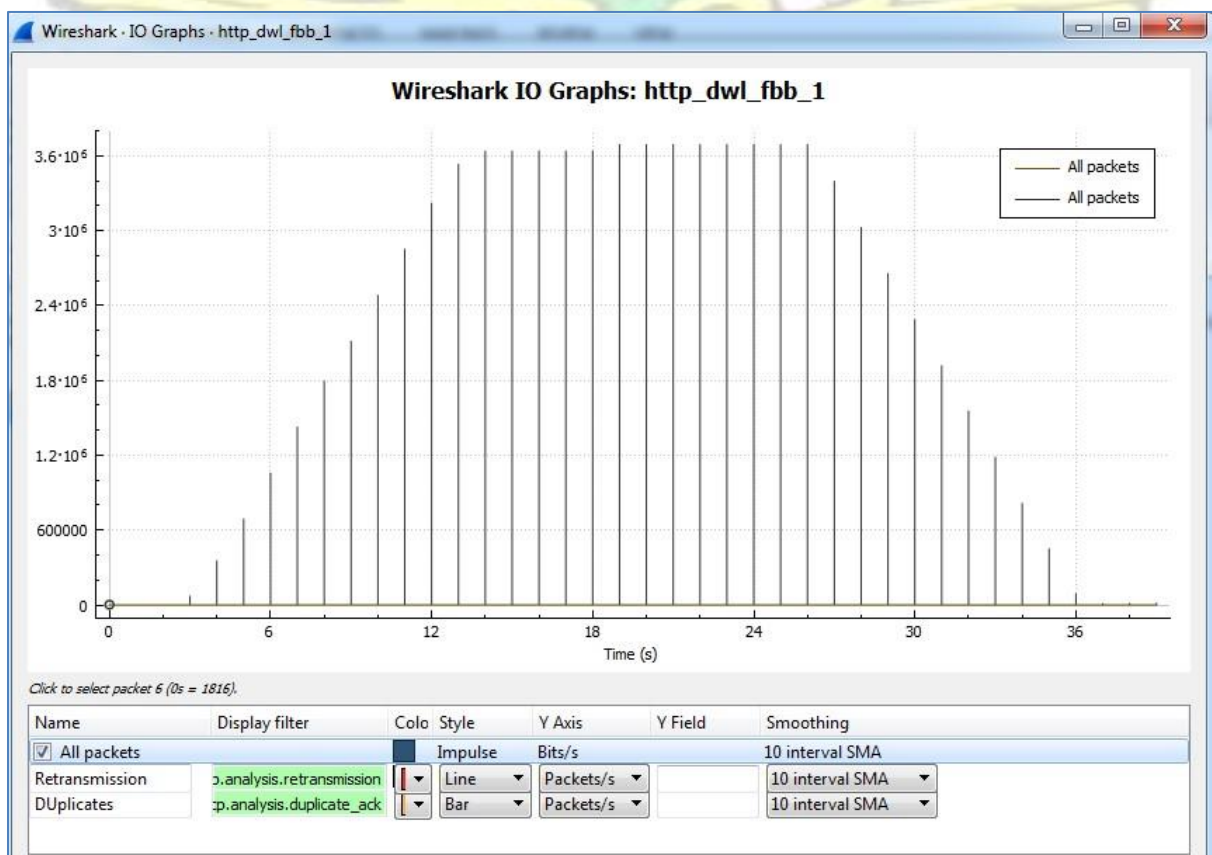 Wireshark · IO Graphs · http_dwl_fbb_1
Wireshark IO Graphs: http_dwl_fbb_1
3.6·10⁶
3·10⁶
2.4·10⁶
1.8·10⁶
1.2·10⁶
600000
0
All packets
All packets
0 6 12 18 24 30 36
Time (s)
Click to select packet 6 (0s = 1816).
Name Display filter Colo Style Y Axis Y Field Smoothing
All packets Impulse Bits/s 10 interval SMA
Retransmission p.analysis.retransmission Line Packets/s 10 interval SMA
DUplicates cp.analysis.duplicate_ack Bar Packets/s 10 interval SMA